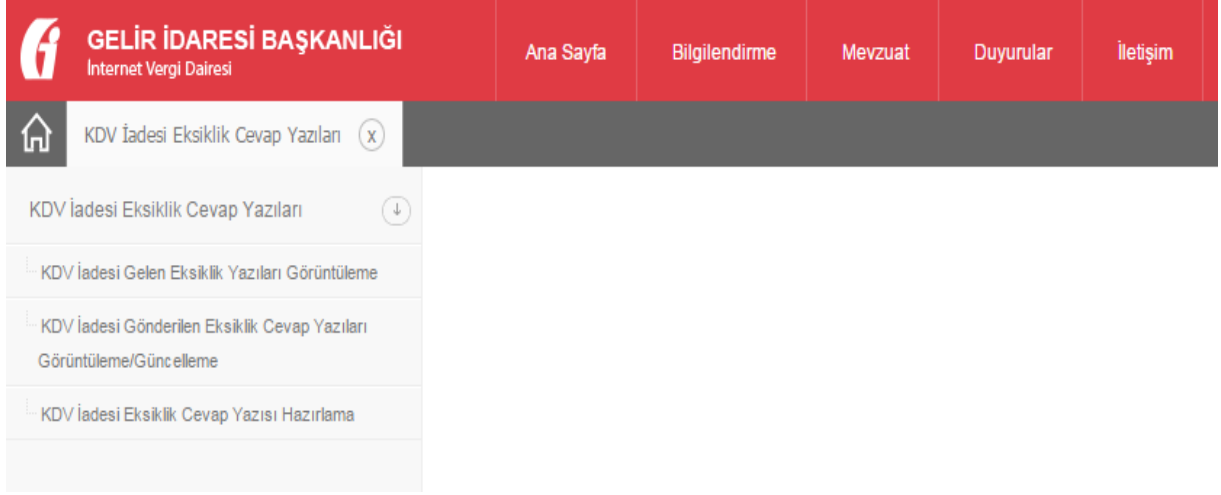 GELİR İDARESİ BAŞKANLIĞI
İnternet Vergi Dairesi
Ana Sayfa
Bilgilendirme
Mevzuat
Duyurular
İletişim
KDV İadesi Eksiklik Cevap Yazıları
x
KDV İadesi Eksiklik Cevap Yazıları
KDV İadesi Gelen Eksiklik Yazıları Görüntüleme
KDV İadesi Gönderilen Eksiklik Cevap Yazıları
Görüntüleme/Güncelleme
KDV İadesi Eksiklik Cevap Yazısı Hazırlama